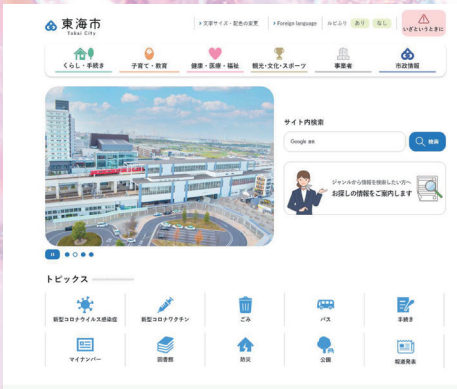 東海市
Tokai City
文字サイズ・配色の変更
Foreign language
ルビふり あり なし
いざというときに
くらし・手続き
子育て・教育
健康・医療・福祉
観光・文化・スポーツ
事業者
市政情報
サイト内検索
Google 検索
検索
ジャンルから情報を検索したい方へ
お探しの情報をご案内します
トピックス
新型コロナウイルス感染症
新型コロナワクチン
ごみ
バス
手続き
マイナンバー
図書館
防災
公園
報道発表